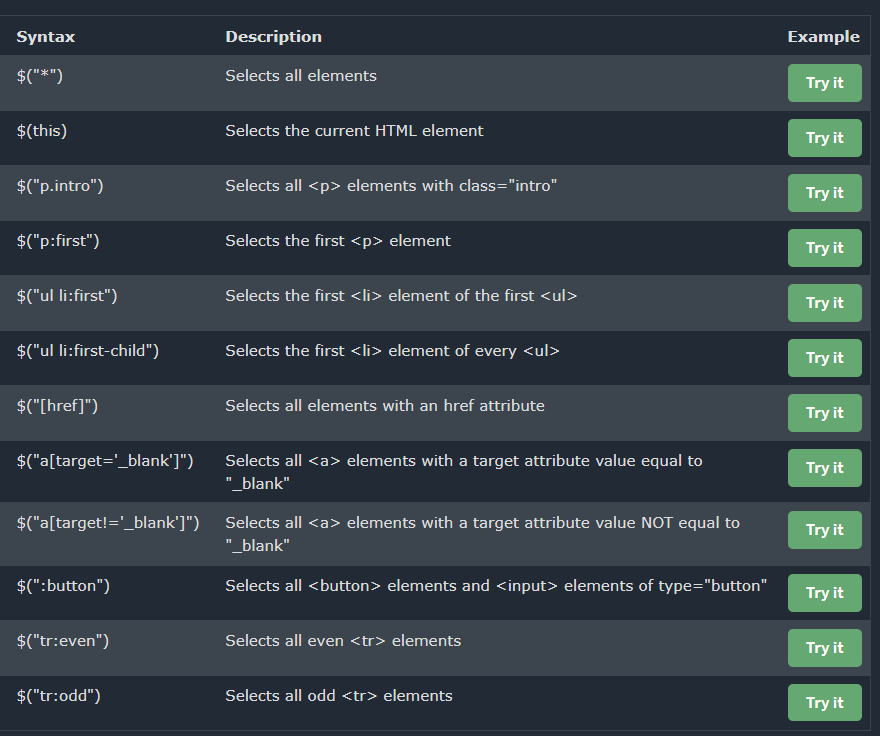 Syntax Description Example
$("*") Selects all elements Try it
$(this) Selects the current HTML element Try it
$("p.intro") Selects all <p> elements with class="intro" Try it
$("p:first") Selects the first <p> element Try it
$("ul li:first") Selects the first <li> element of the first <ul> Try it
$("ul li:first-child") Selects the first <li> element of every <ul> Try it
$("[href]") Selects all elements with an href attribute Try it
$("a[target='_blank']") Selects all <a> elements with a target attribute value equal to Try it
"_blank"
$("a[target!='_blank']") Selects all <a> elements with a target attribute value NOT equal to Try it
"_blank"
$(":button") Selects all <button> elements and <input> elements of type="button" Try it
$("tr:even") Selects all even <tr> elements Try it
$("tr:odd") Selects all odd <tr> elements Try it